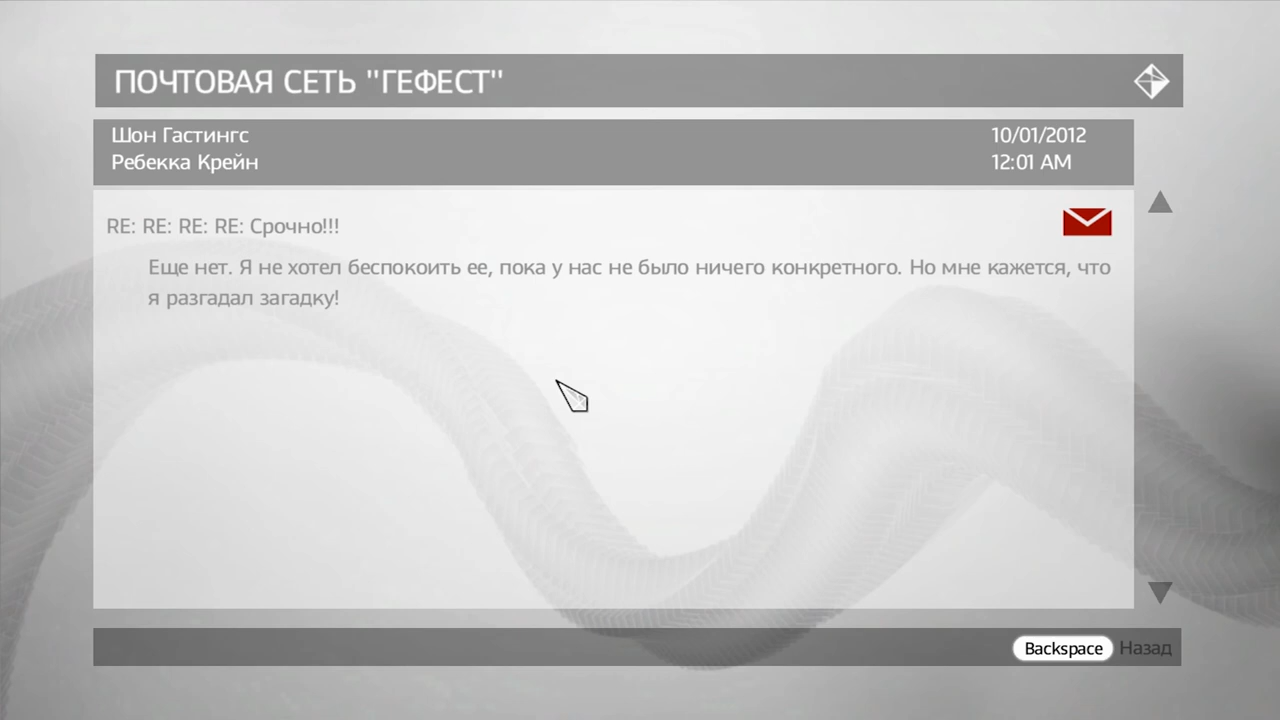 ПОЧТОВАЯ СЕТЬ "ГЕФЕСТ"
Шон Гастингс 10/01/2012
Ребекка Крейн 12:01 AM
RE: RE: RE: RE: Срочно!!!
Еще нет. Я не хотел беспокоить ее, пока у нас не было ничего конкретного. Но мне кажется, что
я разгадал загадку!
Backspace Назад